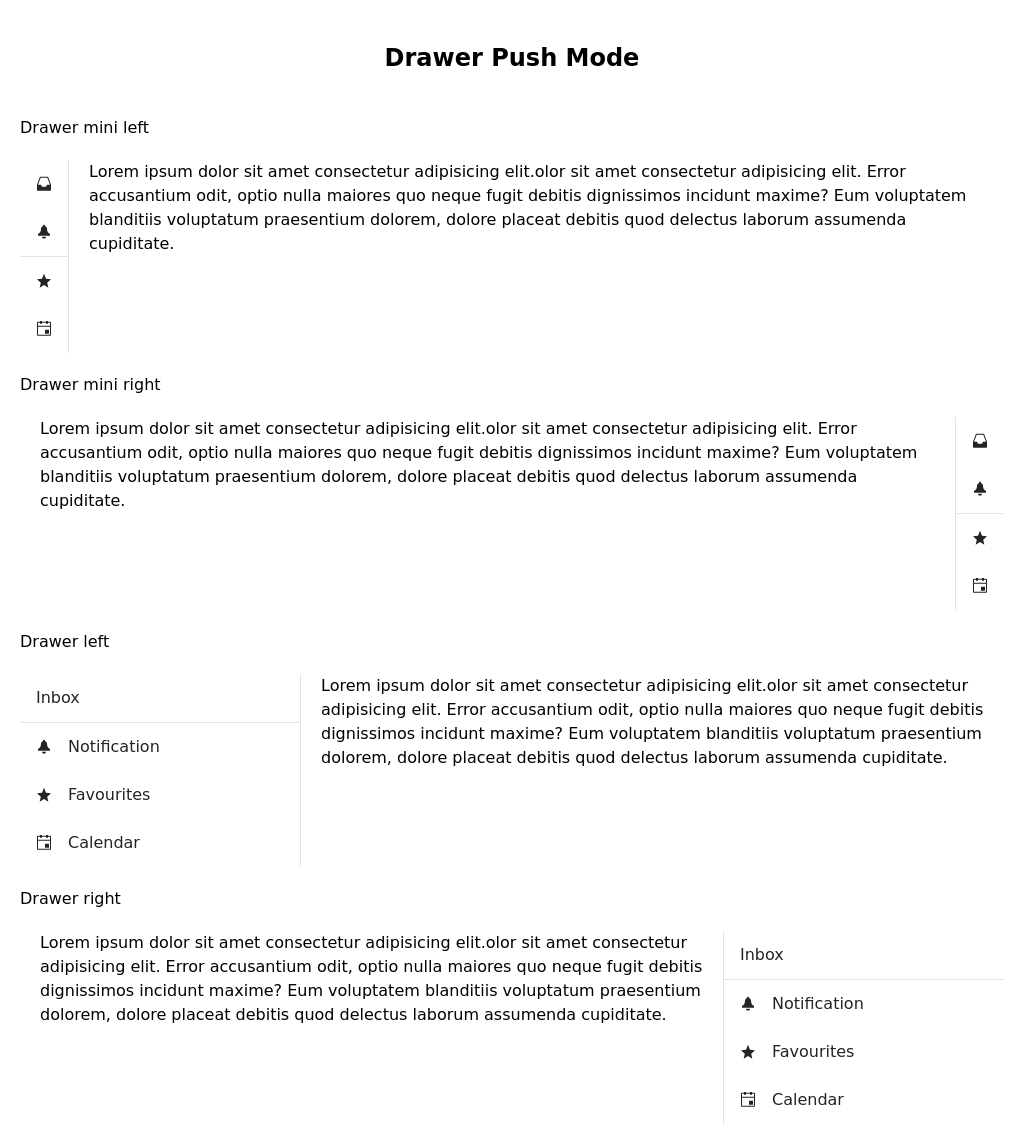 Drawer Push Mode
Drawer mini left
Lorem ipsum dolor sit amet consectetur adipisicing elit.olor sit amet consectetur adipisicing elit. Error
accusantium odit, optio nulla maiores quo neque fugit debitis dignissimos incidunt maxime? Eum voluptatem
blanditiis voluptatum praesentium dolorem, dolore placeat debitis quod delectus laborum assumenda
cupiditate.
Drawer mini right
Lorem ipsum dolor sit amet consectetur adipisicing elit.olor sit amet consectetur adipisicing elit. Error
accusantium odit, optio nulla maiores quo neque fugit debitis dignissimos incidunt maxime? Eum voluptatem
blanditiis voluptatum praesentium dolorem, dolore placeat debitis quod delectus laborum assumenda
cupiditate.
Drawer left
Inbox
Notification
Favourites
Calendar
Lorem ipsum dolor sit amet consectetur adipisicing elit.olor sit amet consectetur
adipisicing elit. Error accusantium odit, optio nulla maiores quo neque fugit debitis
dignissimos incidunt maxime? Eum voluptatem blanditiis voluptatum praesentium
dolorem, dolore placeat debitis quod delectus laborum assumenda cupiditate.
Drawer right
Lorem ipsum dolor sit amet consectetur adipisicing elit.olor sit amet consectetur
adipisicing elit. Error accusantium odit, optio nulla maiores quo neque fugit debitis
dignissimos incidunt maxime? Eum voluptatem blanditiis voluptatum praesentium
dolorem, dolore placeat debitis quod delectus laborum assumenda cupiditate.
Inbox
Notification
Favourites
Calendar